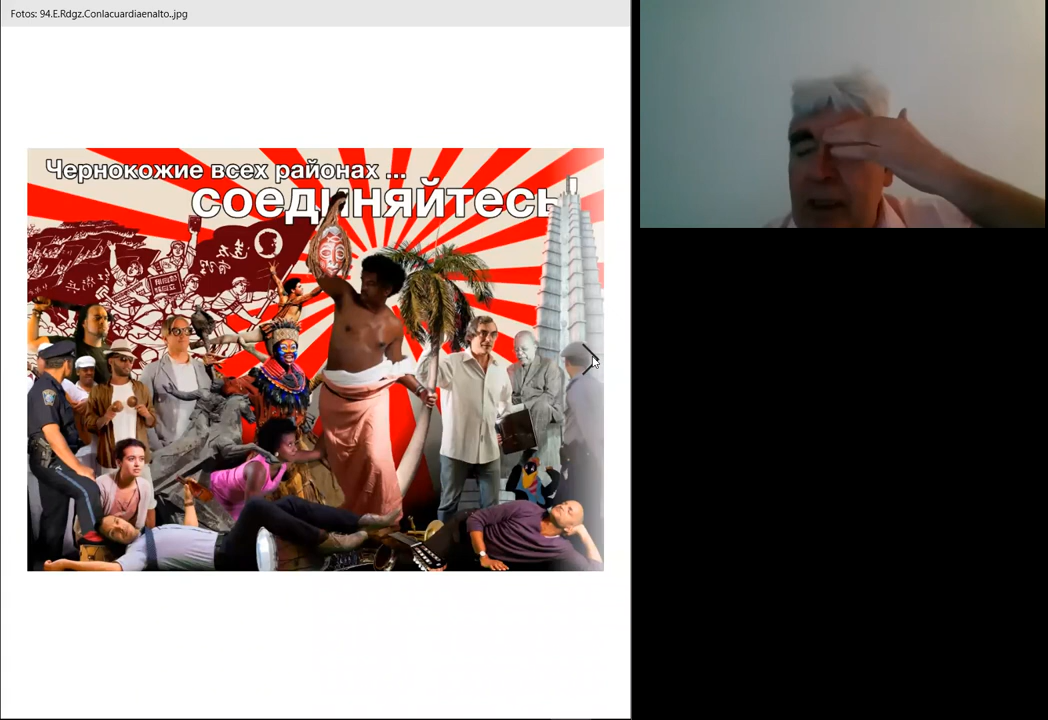 Fotos: 94.E.Rdgz.Conlacuardiaenalto..jpg
Чернокожие всех районах ...
соединяйтесь!